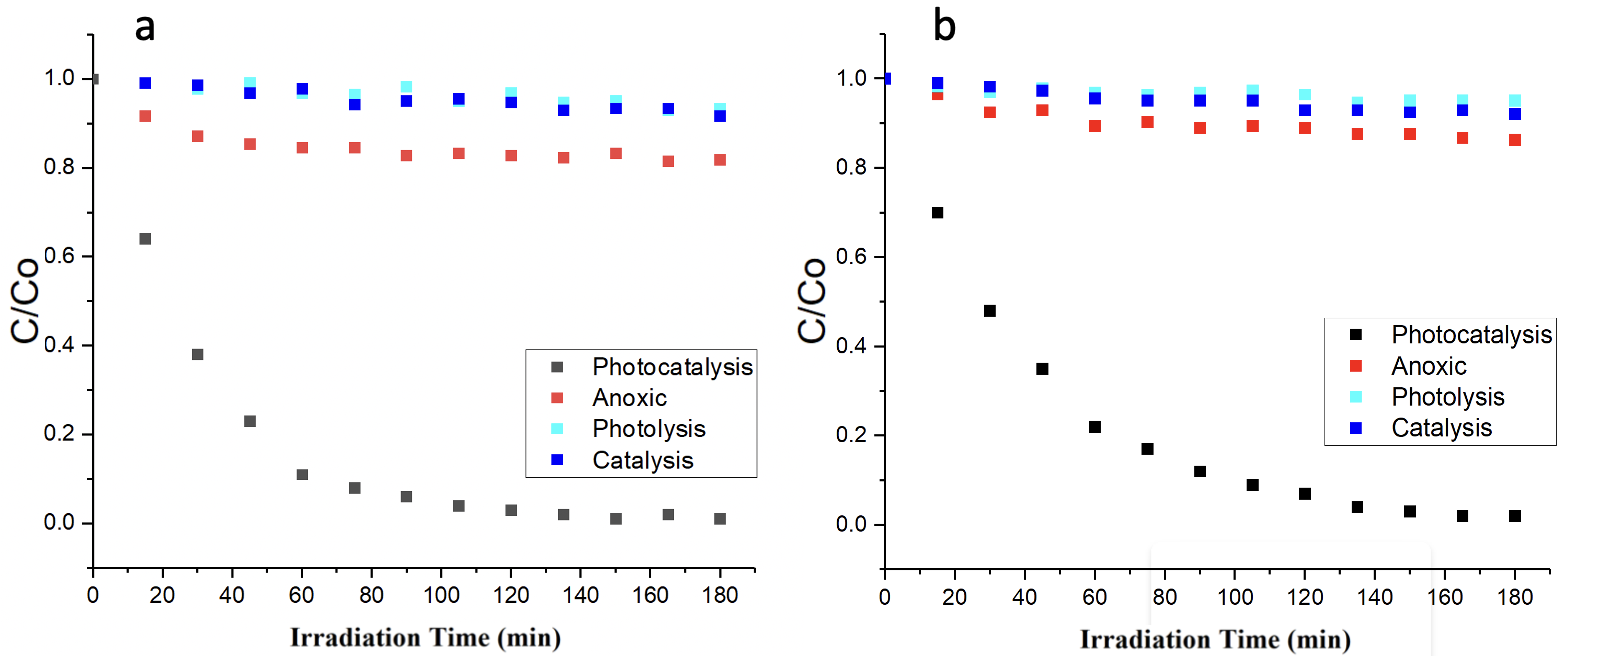 a
C/Co
1.0
0.8
0.6
0.4
0.2
0.0
Photocatalysis
Anoxic
Photolysis
Catalysis
0 20 40 60 80 100 120 140 160 180
Irradiation Time (min)
b
C/Co
1.0
0.8
0.6
0.4
0.2
0.0
Photocatalysis
Anoxic
Photolysis
Catalysis
0 20 40 60 80 100 120 140 160 180
Irradiation Time (min)